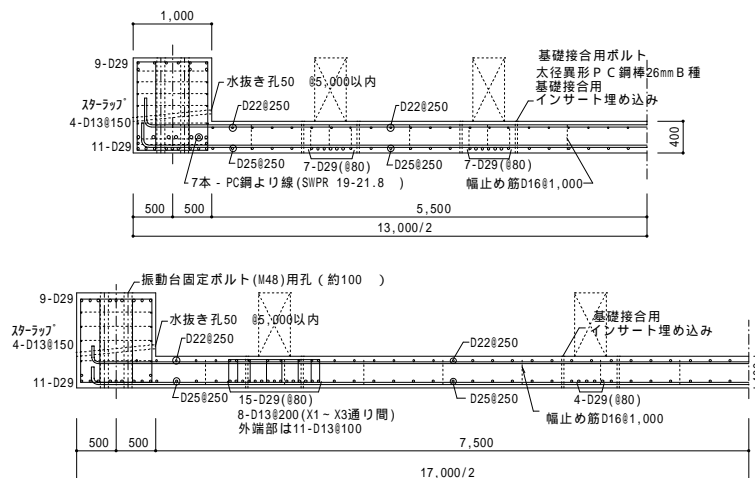 1,000
9-D29
水抜き孔50 @5,000以内
基礎接合用ボルト
太径異形ＰＣ鋼棒26mmＢ種
基礎接合用
インサート埋め込み
ｽﾀｰﾗｯﾌﾟ
4-D13@150
D22@250
D22@250
400
11-D29
D25@250
7-D29(@80)
D25@250
7-D29(@80)
幅止め筋D16@1,000
7本 - PC鋼より線(SWPR 19-21.8 )
500
500
5,500
13,000/2
振動台固定ボルト(M48)用孔 (約100 )
9-D29
水抜き孔50 @5,000以内
基礎接合用
インサート埋め込み
ｽﾀｰﾗｯﾌﾟ
4-D13@150
D22@250
D22@250
11-D29
D25@250
15-D29(@80)
D25@250
4-D29(@80)
8-D13@200(X1～X3通り間)
外端部は11-D13@100
幅止め筋D16@1,000
500
500
7,500
17,000/2